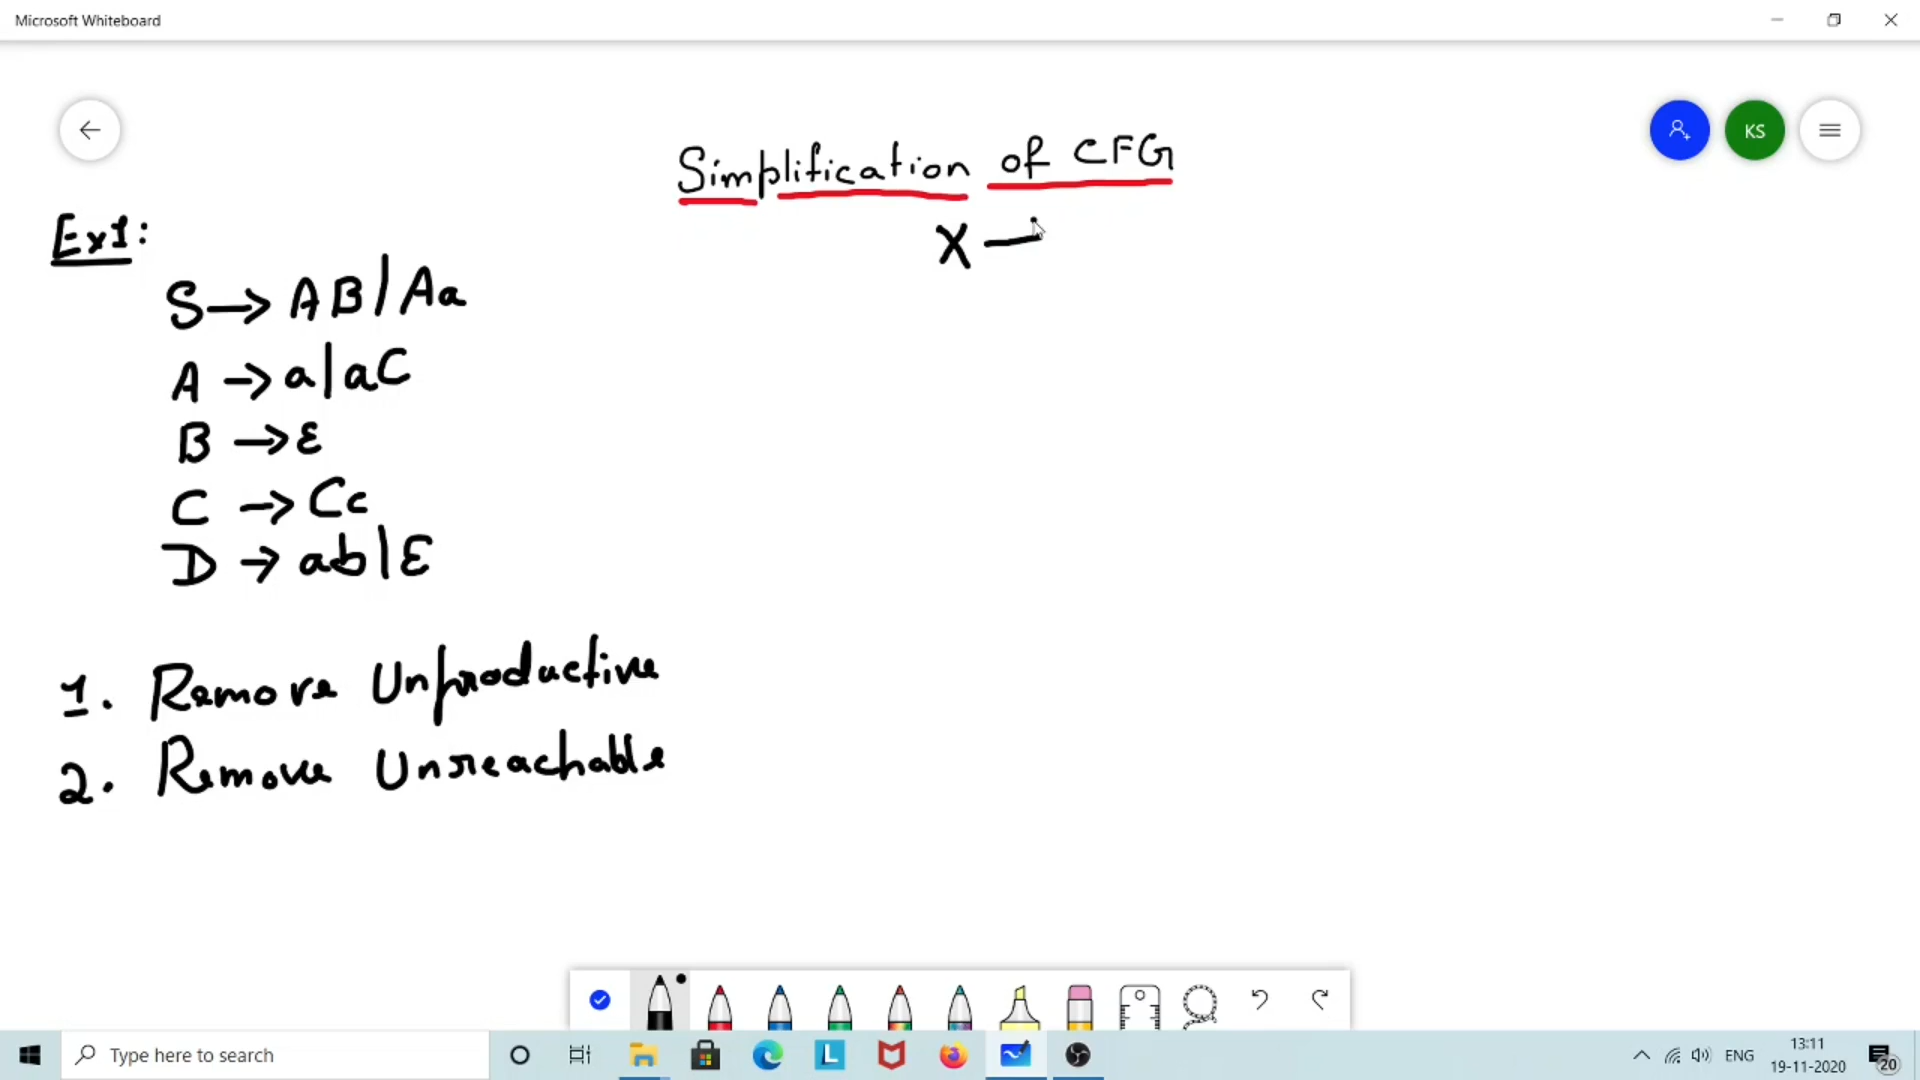 Microsoft Whiteboard
KS
Simplification of CFG
X —
Ex1:
S → AB|Aa
A → a|aC
B → ε
C → Cc
D → ab|ε
1. Remove Unproductive
2. Remove Unreachable
Type here to search
L
ENG
13:11
19-11-2020
20